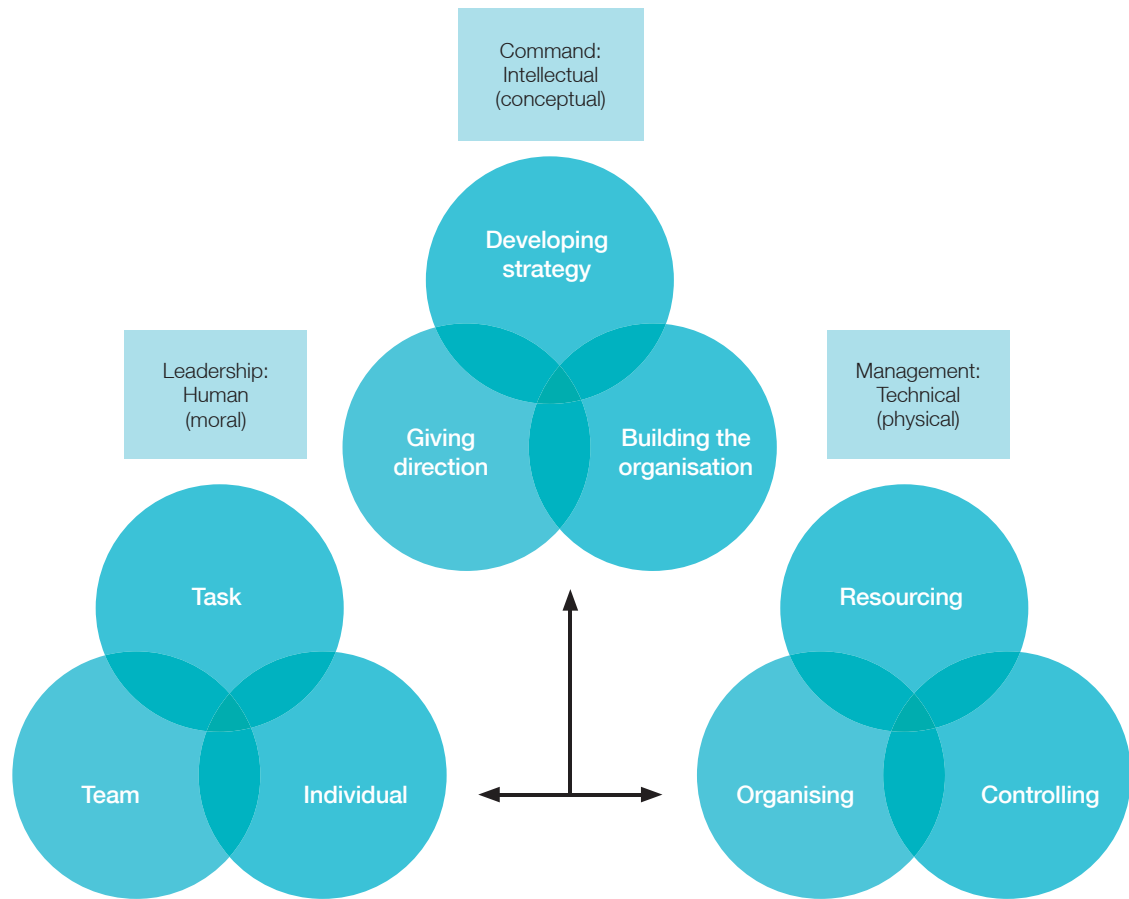 Command:
Intellectual
(conceptual)
Developing
strategy
Giving
direction
Building the
organisation
Leadership:
Human
(moral)
Task
Team
Individual
Management:
Technical
(physical)
Resourcing
Organising
Controlling